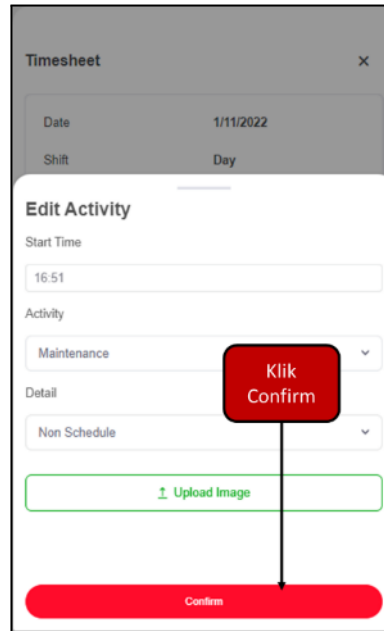 Timesheet ×
Date 1/11/2022
Shift Day
Edit Activity
Start Time
16:51
Activity
Maintenance
Klik
Confirm
Detail
Non Schedule
Upload Image
Confirm